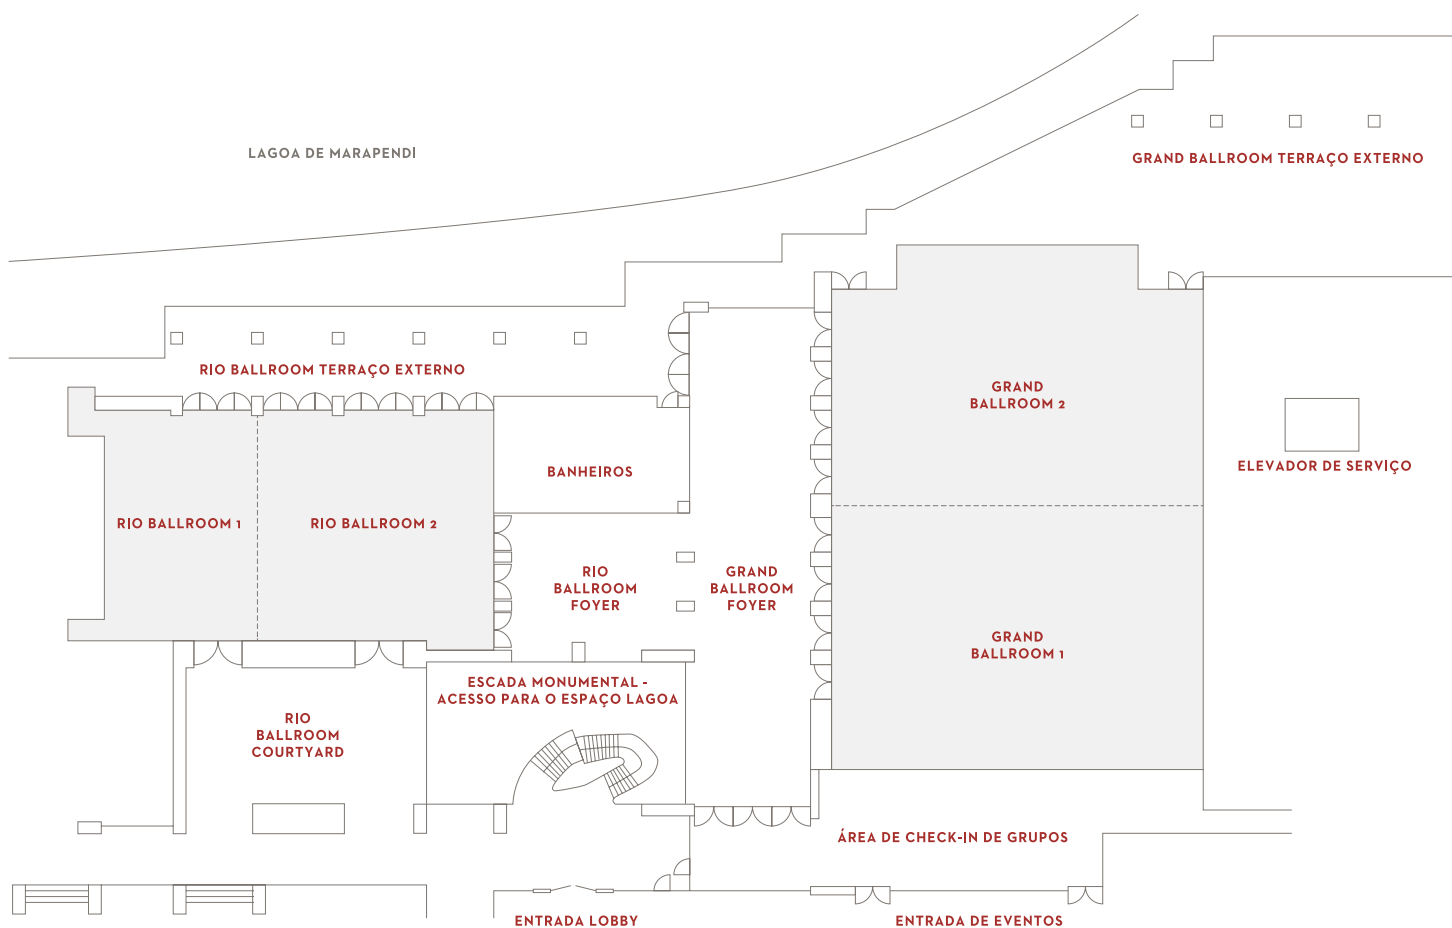 LAGOA DE MARAPENDI
GRAND BALLROOM TERRAÇO EXTERNO
RIO BALLROOM TERRAÇO EXTERNO
GRAND
BALLROOM 2
BANHEIROS
ELEVADOR DE SERVIÇO
RIO BALLROOM 1
RIO BALLROOM 2
RIO
BALLROOM
FOYER
GRAND
BALLROOM
FOYER
GRAND
BALLROOM 1
ESCADA MONUMENTAL -
ACESSO PARA O ESPAÇO LAGOA
RIO
BALLROOM
COURTYARD
ÁREA DE CHECK-IN DE GRUPOS
ENTRADA LOBBY
ENTRADA DE EVENTOS